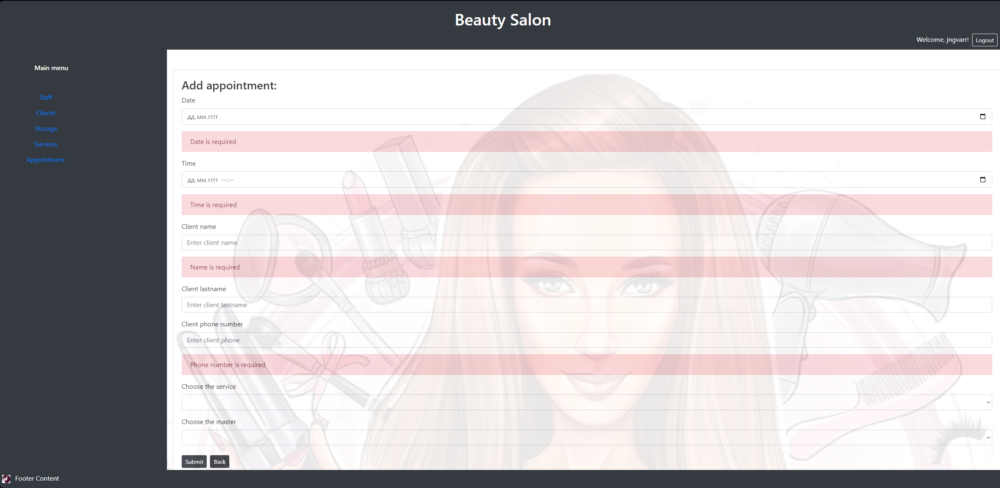 Beauty Salon
Welcome, jngvarr! Logout
Main menu
Staff
Clients
Storage
Services
Appointment
Add appointment:
Date
дд.мм.гггг
Date is required
Time
дд.мм.гггг --:--
Time is required
Client name
Enter client name
Name is required
Client lastname
Enter client lastname
Client phone number
Enter client phone
Phone number is required
Choose the service
Choose the master
Submit Back
Footer Content